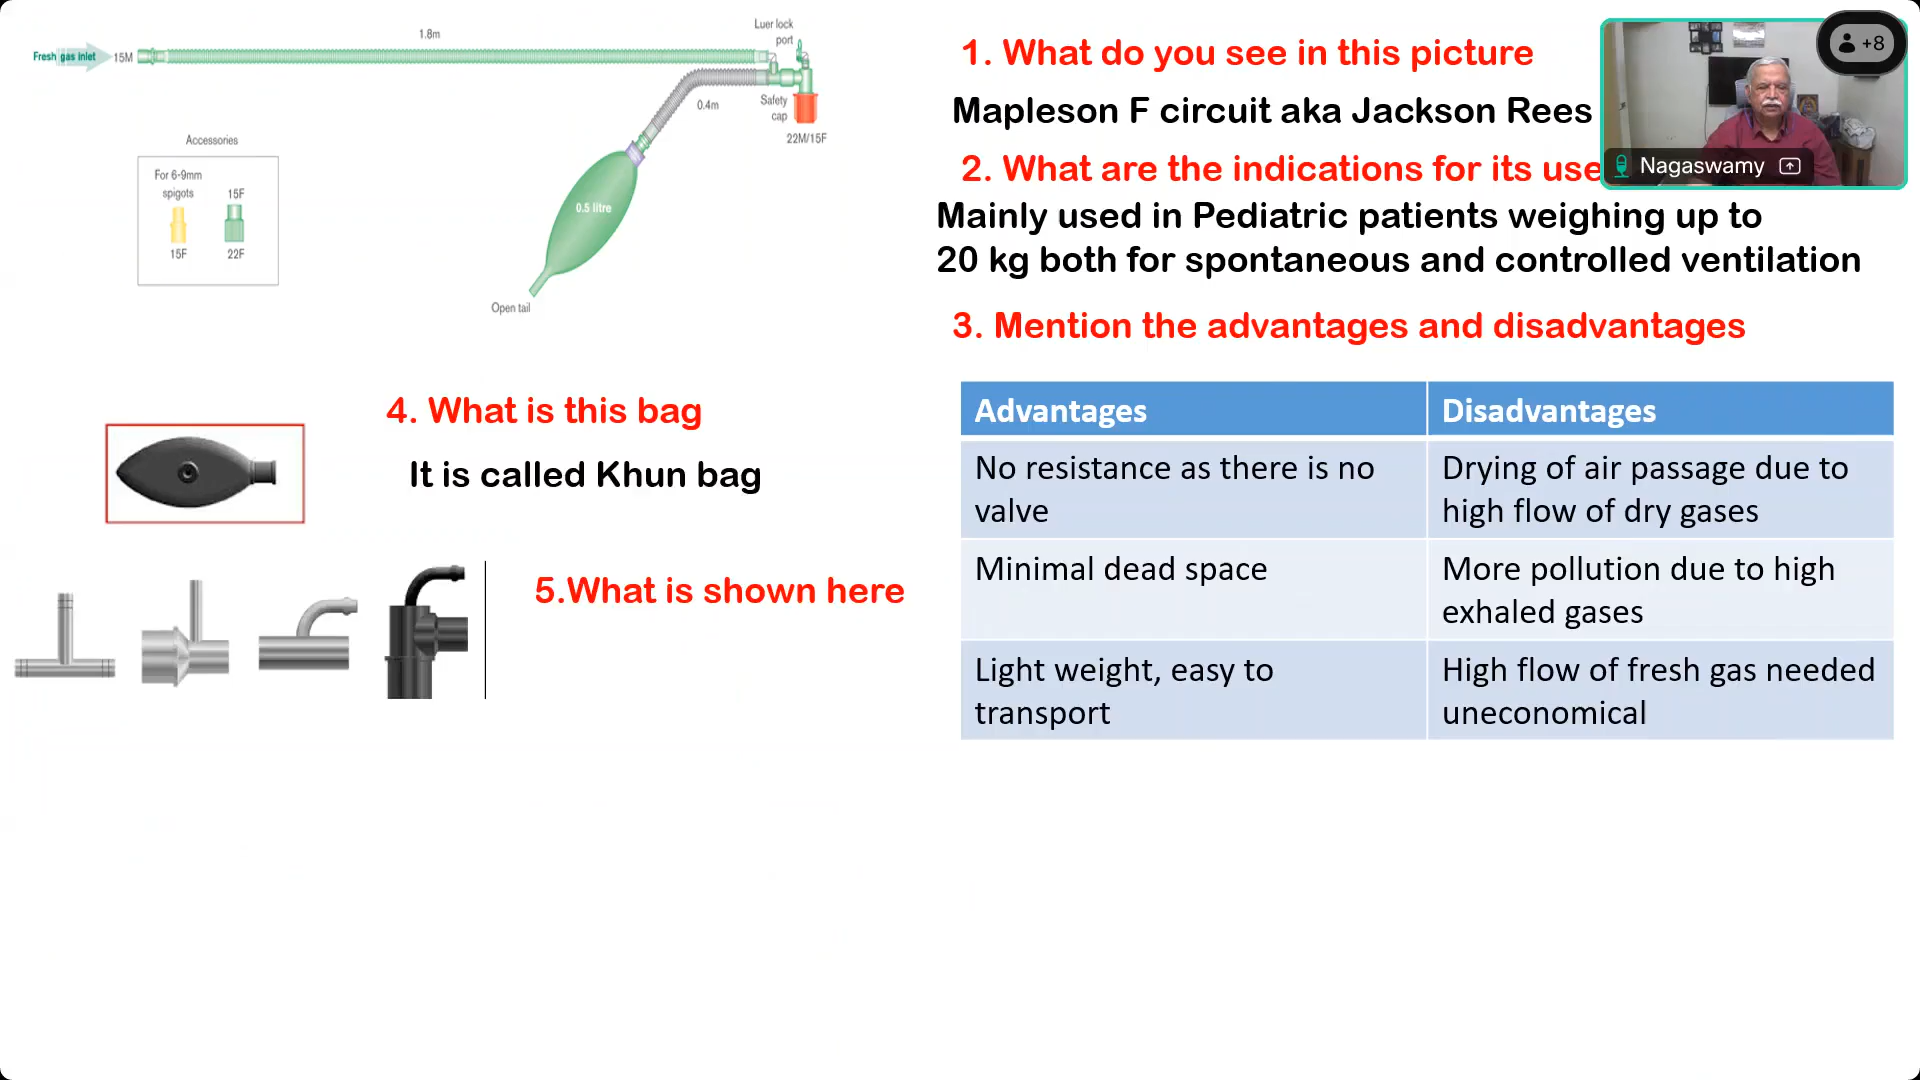 Fresh gas inlet
15M
1.8m
Luer lock
port
0.4m
Safety
cap
22M/15F
Accessories
For 6-9mm
spigots
15F
15F
22F
0.5 litre
Open tail
1. What do you see in this picture
Mapleson F circuit aka Jackson Rees
2. What are the indications for its use
Mainly used in Pediatric patients weighing up to
20 kg both for spontaneous and controlled ventilation
3. Mention the advantages and disadvantages
Advantages
Disadvantages
No resistance as there is no
valve
Drying of air passage due to
high flow of dry gases
Minimal dead space
More pollution due to high
exhaled gases
Light weight, easy to
transport
High flow of fresh gas needed
uneconomical
4. What is this bag
It is called Khun bag
5.What is shown here
+8
Nagaswamy